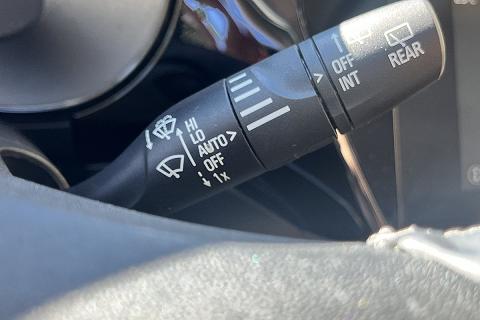 HI
LO
AUTO
OFF
1x
OFF
INT
REAR